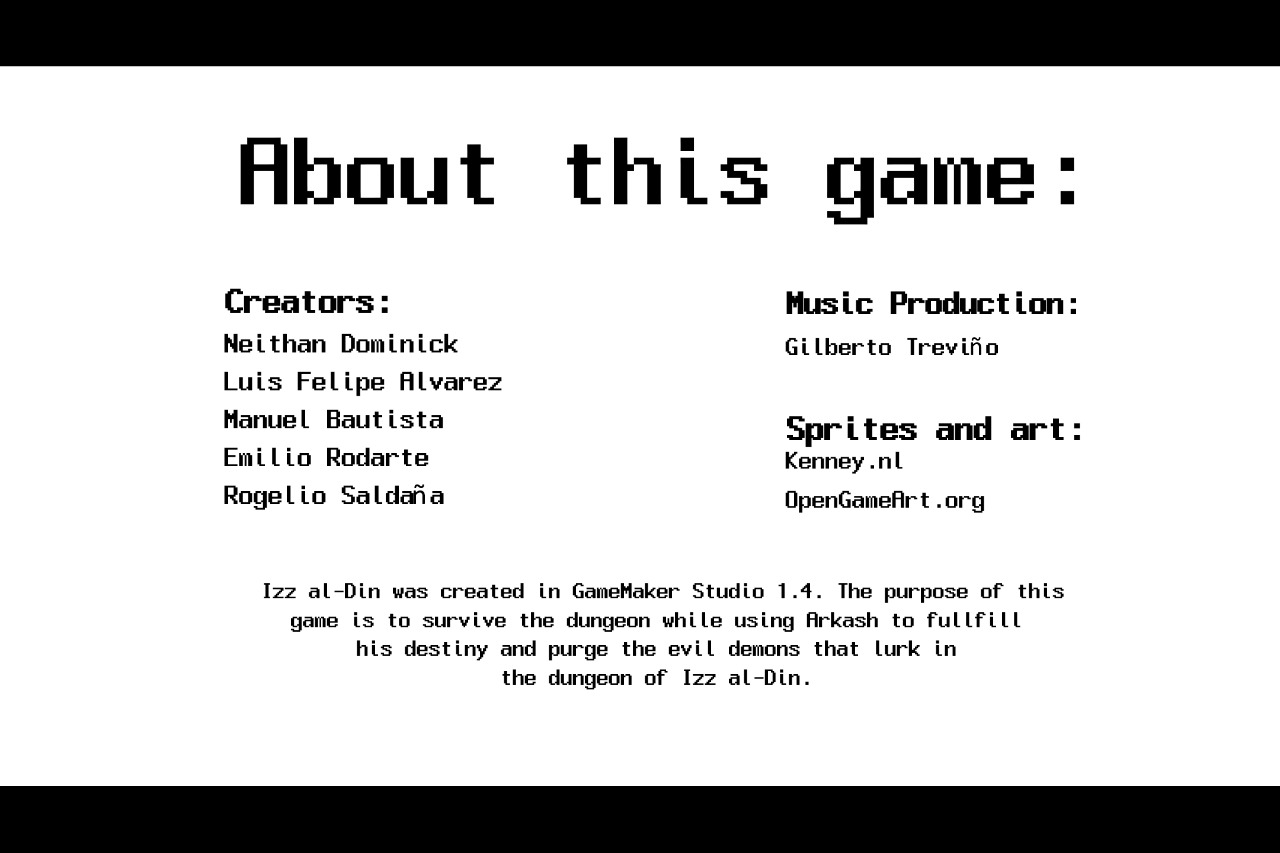 About this game:
Creators:
Neithan Dominick
Luis Felipe Alvarez
Manuel Bautista
Emilio Rodarte
Rogelio Saldaña
Music Production:
Gilberto Treviño
Sprites and art:
Kenney.nl
OpenGameArt.org
Izz al-Din was created in GameMaker Studio 1.4. The purpose of this
game is to survive the dungeon while using Arkash to fullfill
his destiny and purge the evil demons that lurk in
the dungeon of Izz al-Din.